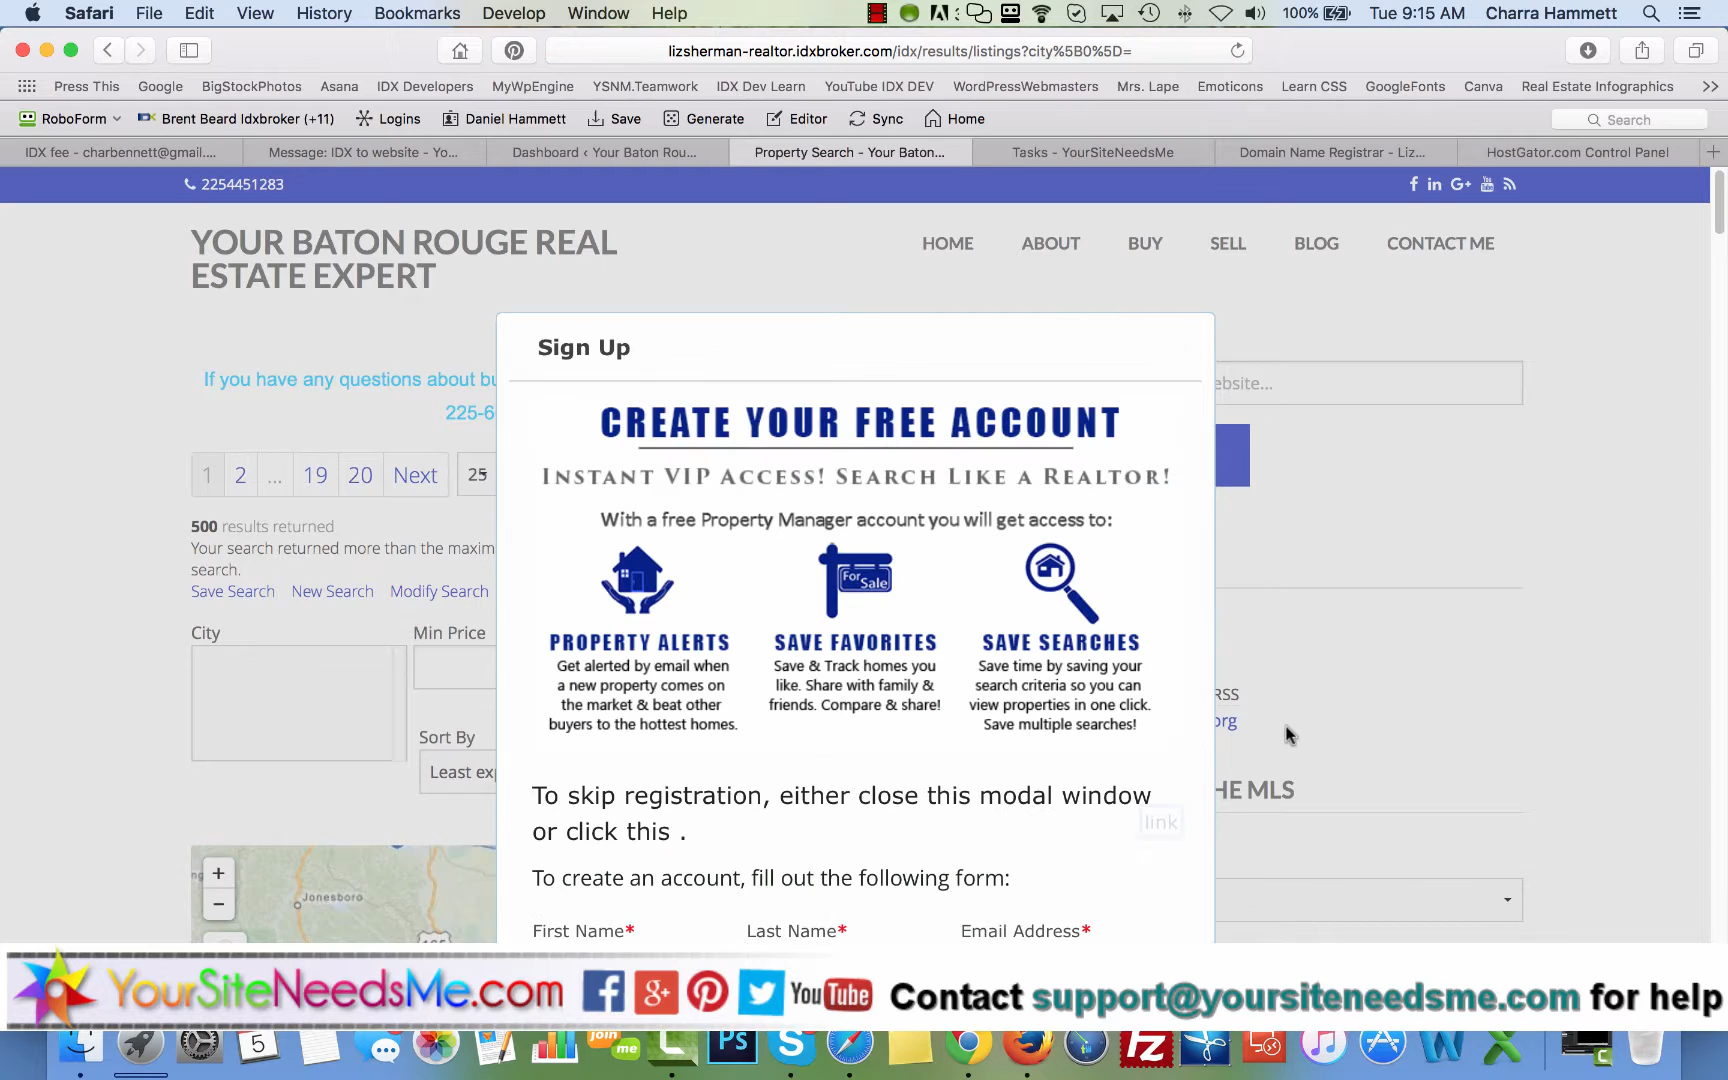 Safari File Edit View History Bookmarks Develop Window Help 100% Tue 9:15 AM Charra Hammett
lizsherman-realtor.idxbroker.com/idx/results/listings?city%5B0%5D=
Press This Google BigStockPhotos Asana IDX Developers MyWpEngine YSNM.Teamwork IDX Dev Learn YouTube IDX DEV WordPressWebmasters Mrs. Lape Emoticons Learn CSS GoogleFonts Canva Real Estate Infographics
RoboForm Brent Beard Idxbroker (+11) Logins Daniel Hammett Save Generate Editor Sync Home Search
IDX fee - charbennett@gmail.... Message: IDX to website - Yo... Dashboard ‹ Your Baton Rou... Property Search - Your Baton... Tasks - YourSiteNeedsMe Domain Name Registrar - Liz... HostGator.com Control Panel
2254451283
YOUR BATON ROUGE REAL
ESTATE EXPERT
HOME ABOUT BUY SELL BLOG CONTACT ME
Sign Up
If you have any questions about bu
225-6
ebsite...
CREATE YOUR FREE ACCOUNT
INSTANT VIP ACCESS! SEARCH LIKE A REALTOR!
1 2 ... 19 20 Next 25
With a free Property Manager account you will get access to:
500 results returned
Your search returned more than the maxim
search.
Save Search New Search Modify Search
For Sale
City Min Price
PROPERTY ALERTS
Get alerted by email when
a new property comes on
the market & beat other
buyers to the hottest homes.
SAVE FAVORITES
Save & Track homes you
like. Share with family &
friends. Compare & share!
SAVE SEARCHES
Save time by saving your
search criteria so you can
view properties in one click.
Save multiple searches!
RSS
org
Sort By
Least exp
HE MLS
To skip registration, either close this modal window
or click this .
link
To create an account, fill out the following form:
First Name* Last Name* Email Address*
+
−
Jonesboro
YourSiteNeedsMe.com f g+ You Tube Contact support@yoursiteneedsme.com for help
5 join me Ps S Fz W X C